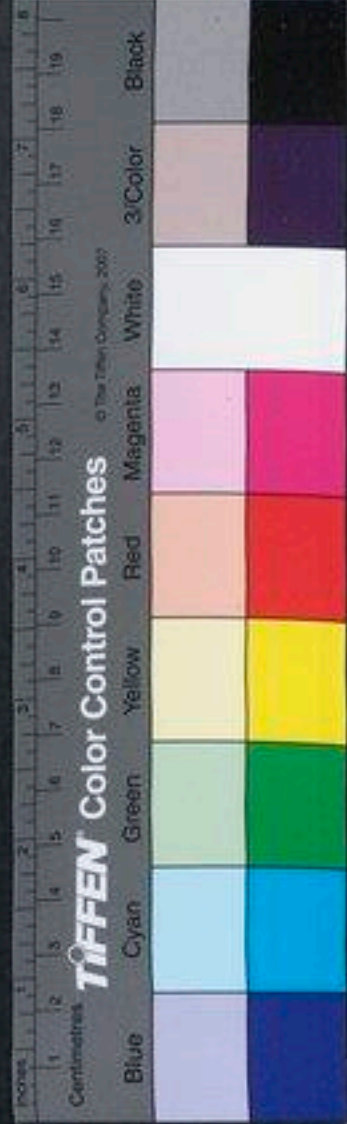 Inches 1 2 3 4 5 6 7 8
Centimetres 1 2 3 4 5 6 7 8 9 10 11 12 13 14 15 16 17 18 19
TIFFEN® Color Control Patches © The Tiffen Company, 2007
Blue Cyan Green Yellow Red Magenta White 3/Color Black